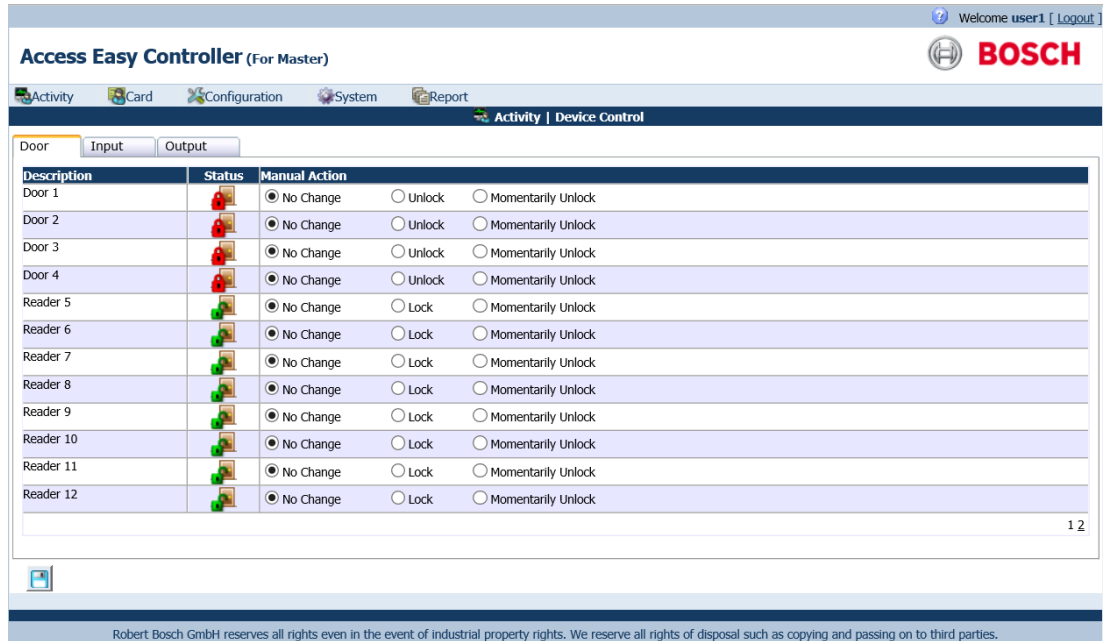 Welcome user1 [ Logout ]
Access Easy Controller (For Master)
BOSCH
Activity Card Configuration System Report
Activity | Device Control
Door Input Output
Description Status Manual Action
Door 1 No Change Unlock Momentarily Unlock
Door 2 No Change Unlock Momentarily Unlock
Door 3 No Change Unlock Momentarily Unlock
Door 4 No Change Unlock Momentarily Unlock
Reader 5 No Change Lock Momentarily Unlock
Reader 6 No Change Lock Momentarily Unlock
Reader 7 No Change Lock Momentarily Unlock
Reader 8 No Change Lock Momentarily Unlock
Reader 9 No Change Lock Momentarily Unlock
Reader 10 No Change Lock Momentarily Unlock
Reader 11 No Change Lock Momentarily Unlock
Reader 12 No Change Lock Momentarily Unlock
1 2
Robert Bosch GmbH reserves all rights even in the event of industrial property rights. We reserve all rights of disposal such as copying and passing on to third parties.